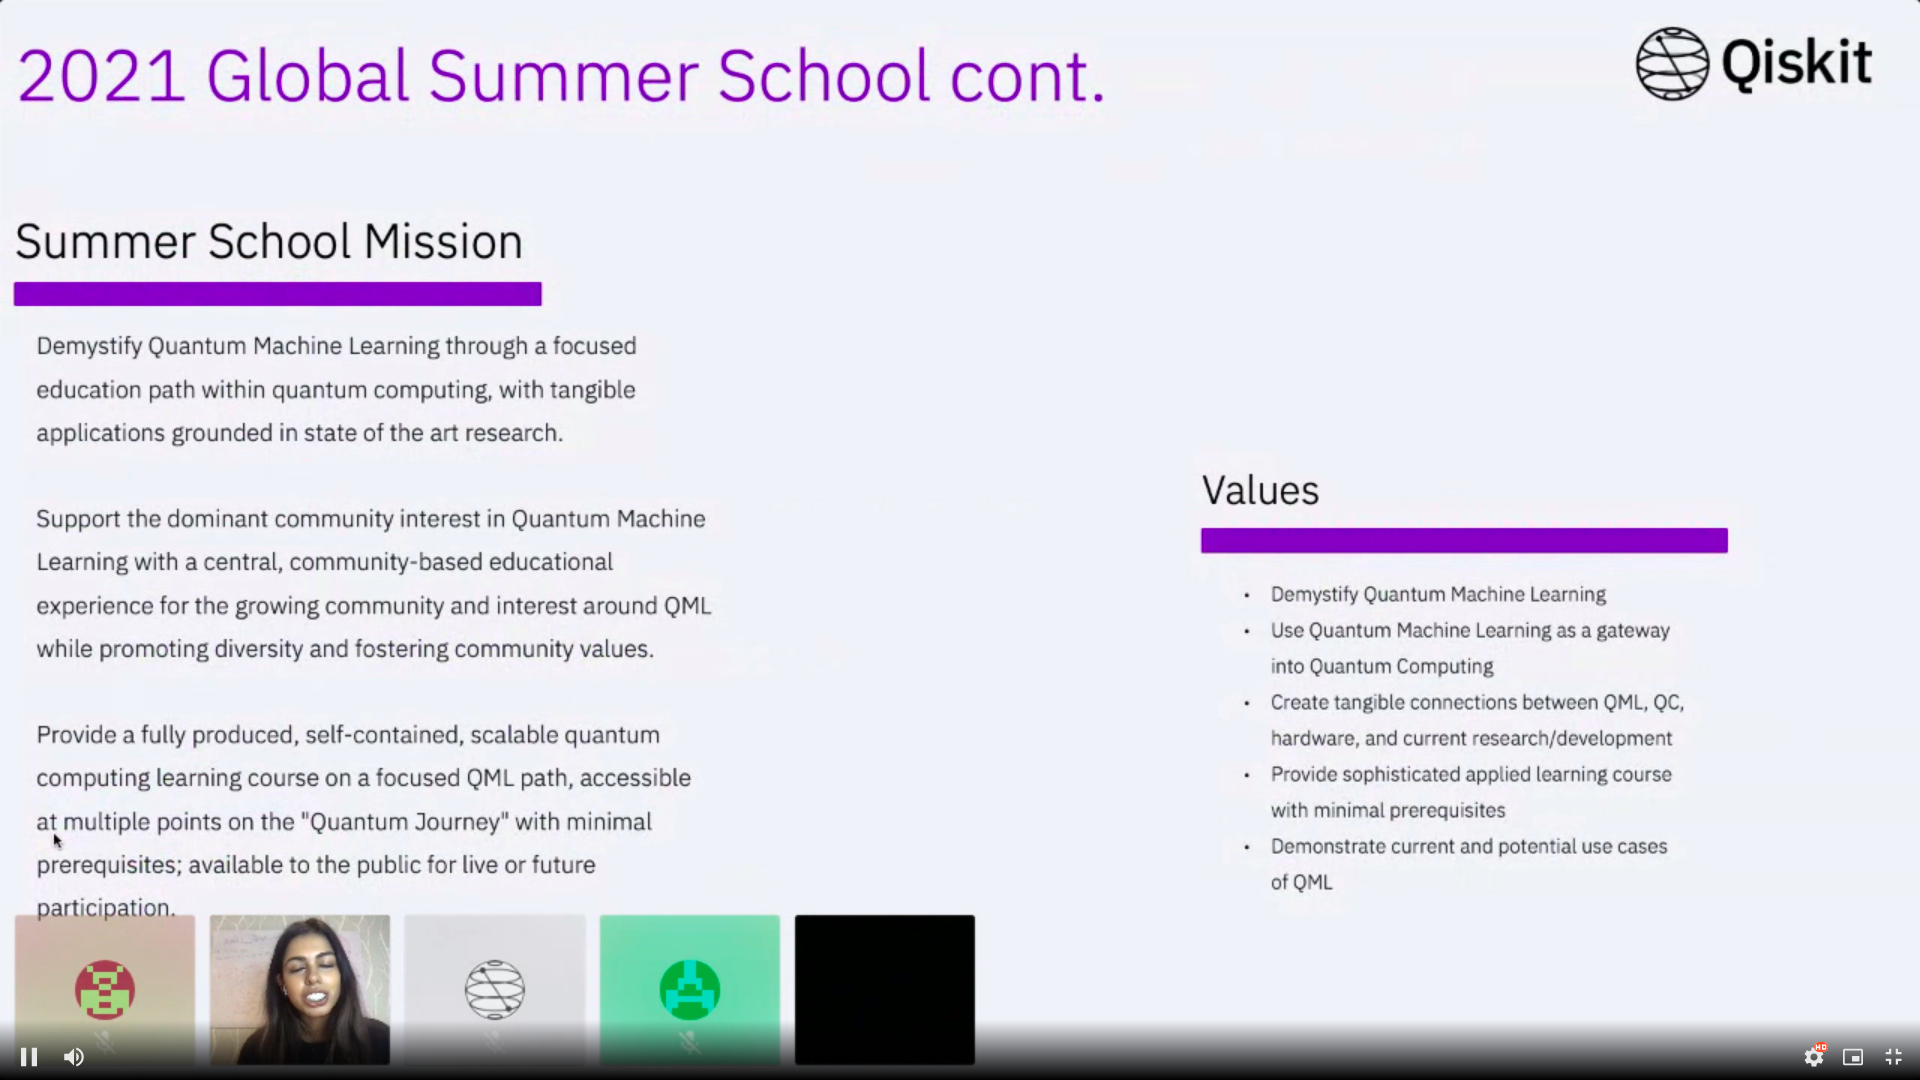 2021 Global Summer School cont.
Qiskit
Summer School Mission
Demystify Quantum Machine Learning through a focused
education path within quantum computing, with tangible
applications grounded in state of the art research.
Support the dominant community interest in Quantum Machine
Learning with a central, community-based educational
experience for the growing community and interest around QML
while promoting diversity and fostering community values.
Provide a fully produced, self-contained, scalable quantum
computing learning course on a focused QML path, accessible
at multiple points on the "Quantum Journey" with minimal
prerequisites; available to the public for live or future
participation.
Values
• Demystify Quantum Machine Learning
• Use Quantum Machine Learning as a gateway
into Quantum Computing
• Create tangible connections between QML, QC,
hardware, and current research/development
• Provide sophisticated applied learning course
with minimal prerequisites
• Demonstrate current and potential use cases
of QML
HD